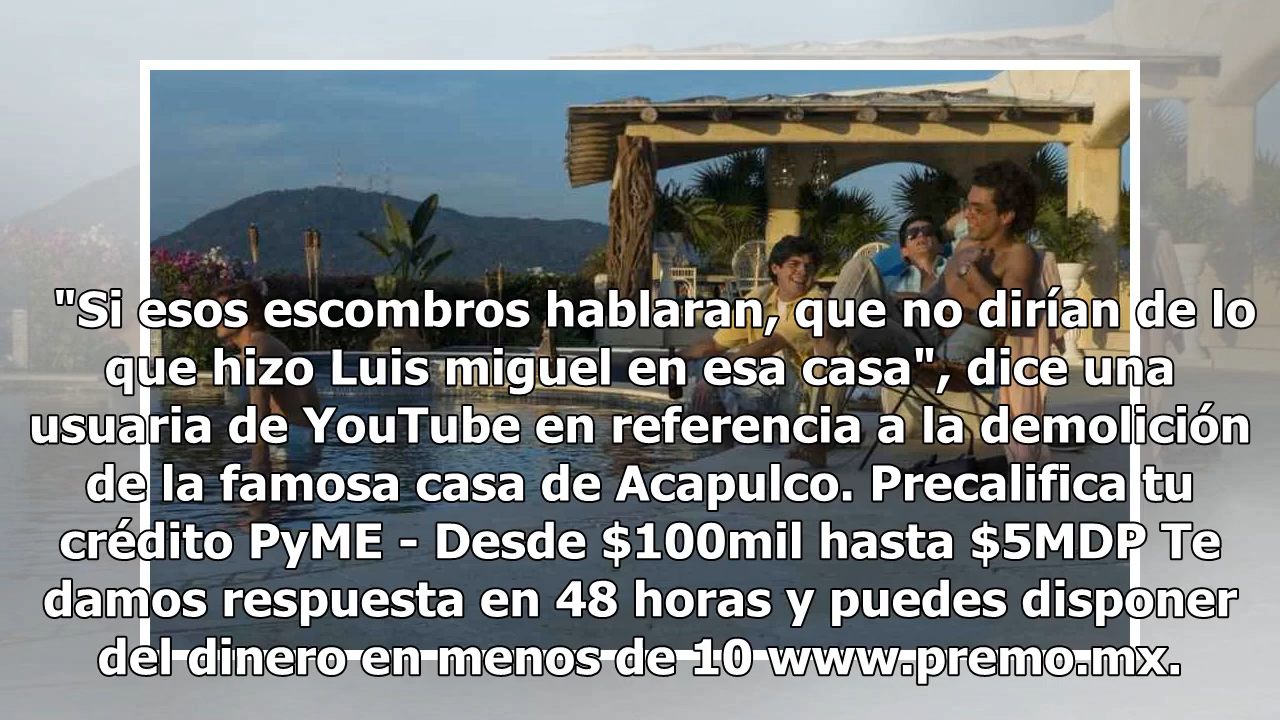 "Si esos escombros hablaran, que no dirían de lo
que hizo Luis miguel en esa casa", dice una
usuaria de YouTube en referencia a la demolición
de la famosa casa de Acapulco. Precalifica tu
crédito PyME - Desde $100mil hasta $5MDP Te
damos respuesta en 48 horas y puedes disponer
del dinero en menos de 10 www.premo.mx.